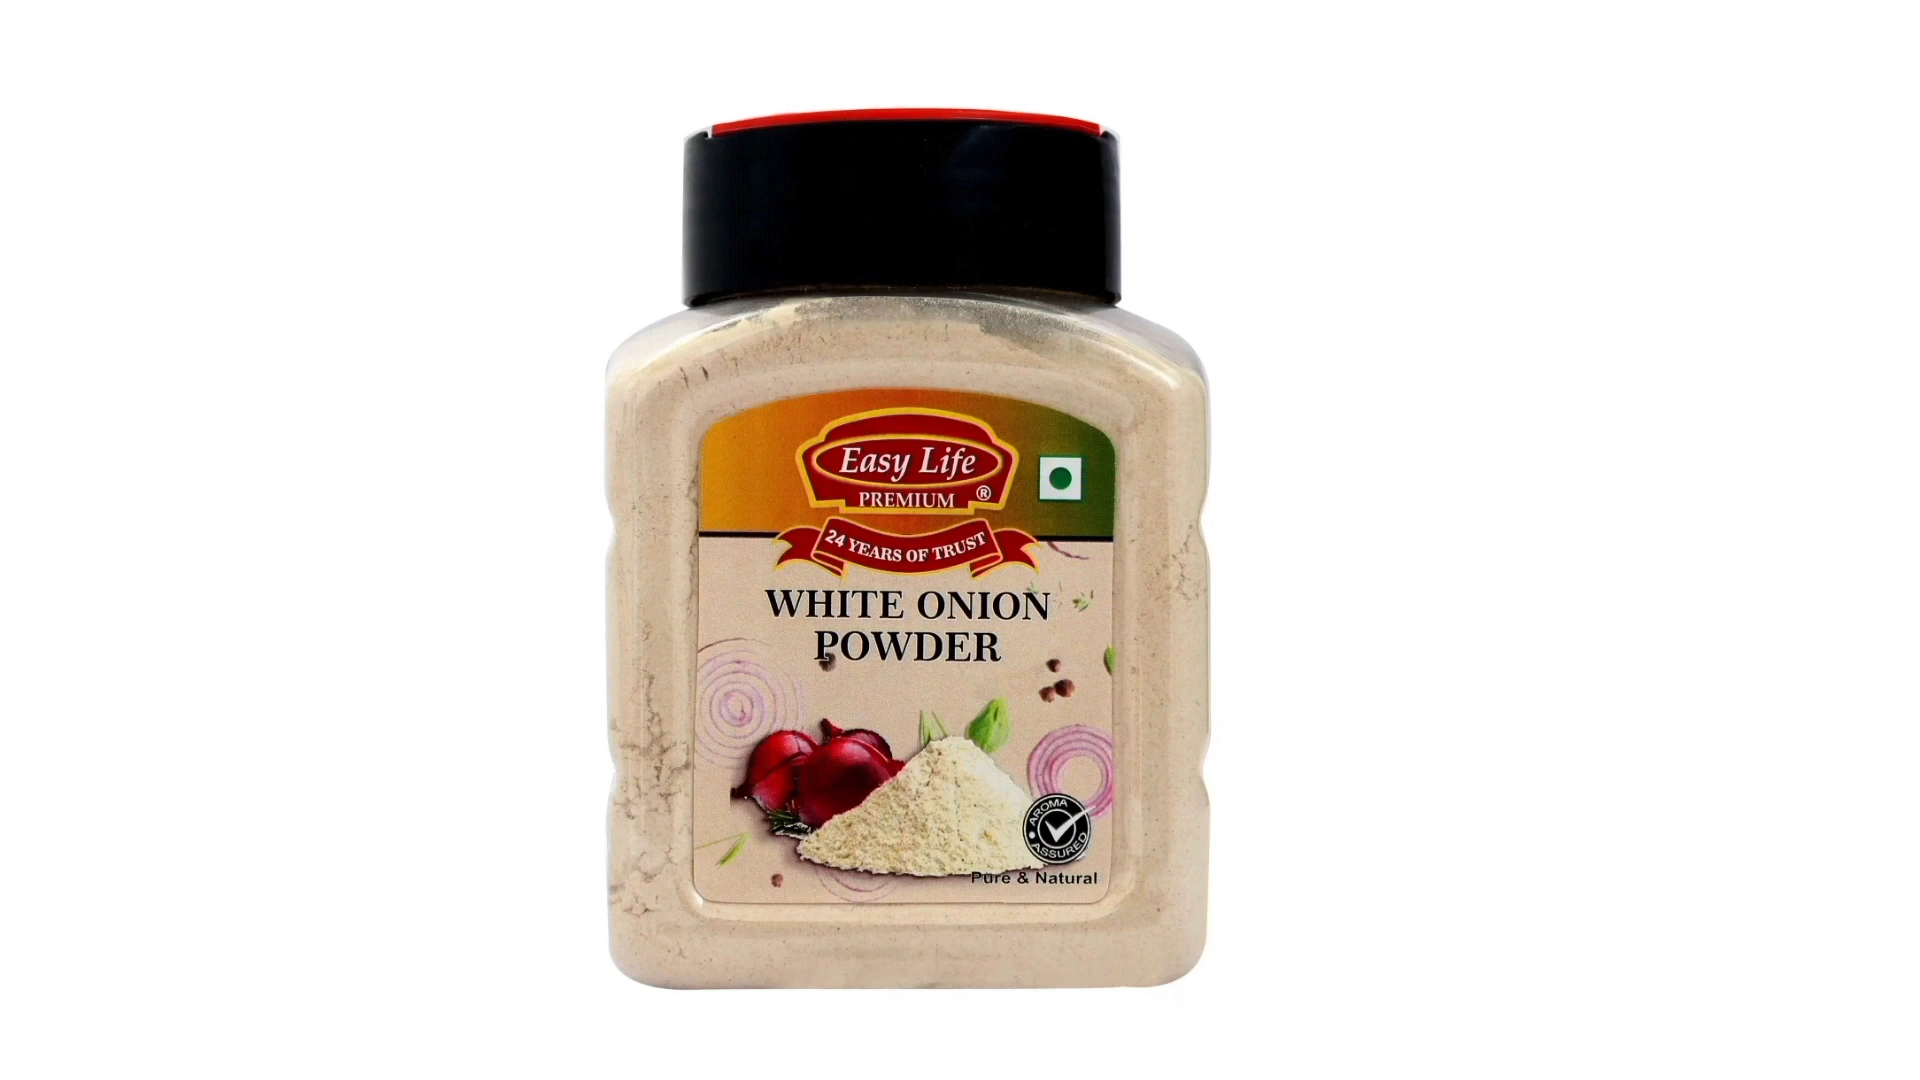 Easy Life
PREMIUM ®
24 YEARS OF TRUST
WHITE ONION
POWDER
AROMA
ASSURED
Pure & Natural